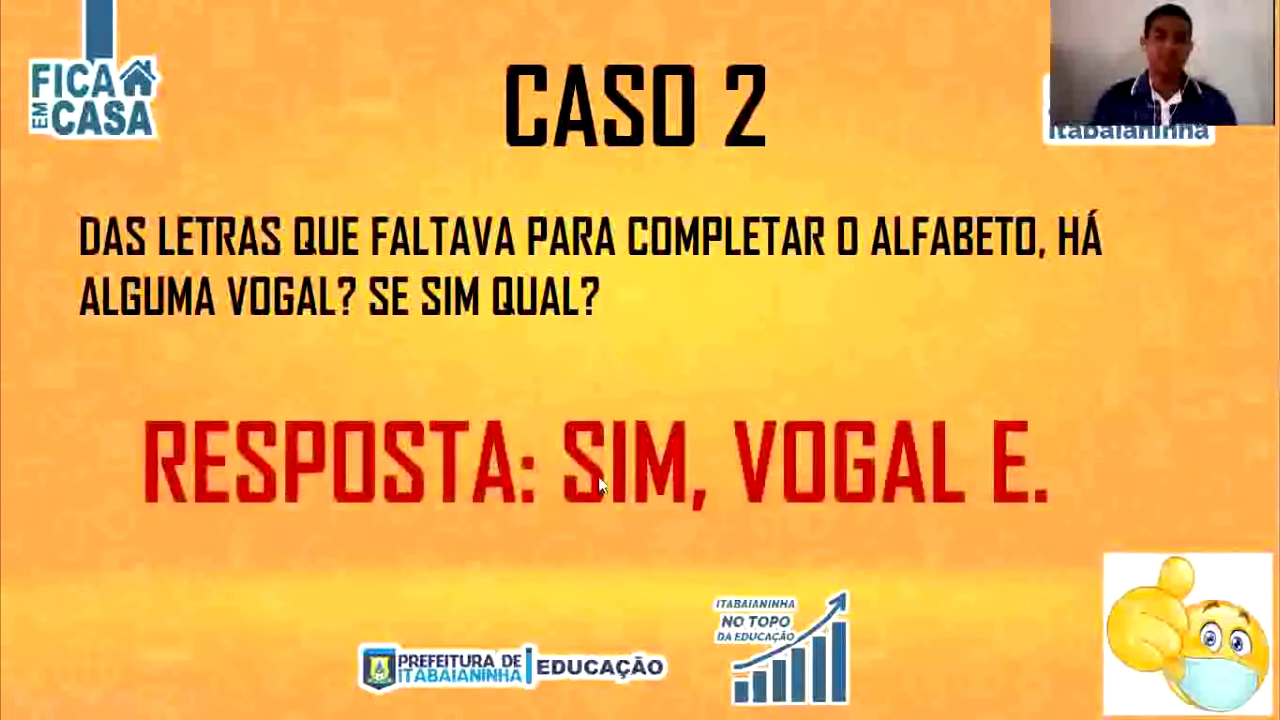 FICA
EM
CASA
CASO 2
Itabaianinha
DAS LETRAS QUE FALTAVA PARA COMPLETAR O ALFABETO, HÁ
ALGUMA VOGAL? SE SIM QUAL?
RESPOSTA: SIM, VOGAL E.
ITABAIANINHA
NO TOPO
DA EDUCAÇÃO
PREFEITURA DE
ITABAIANINHA
EDUCAÇÃO